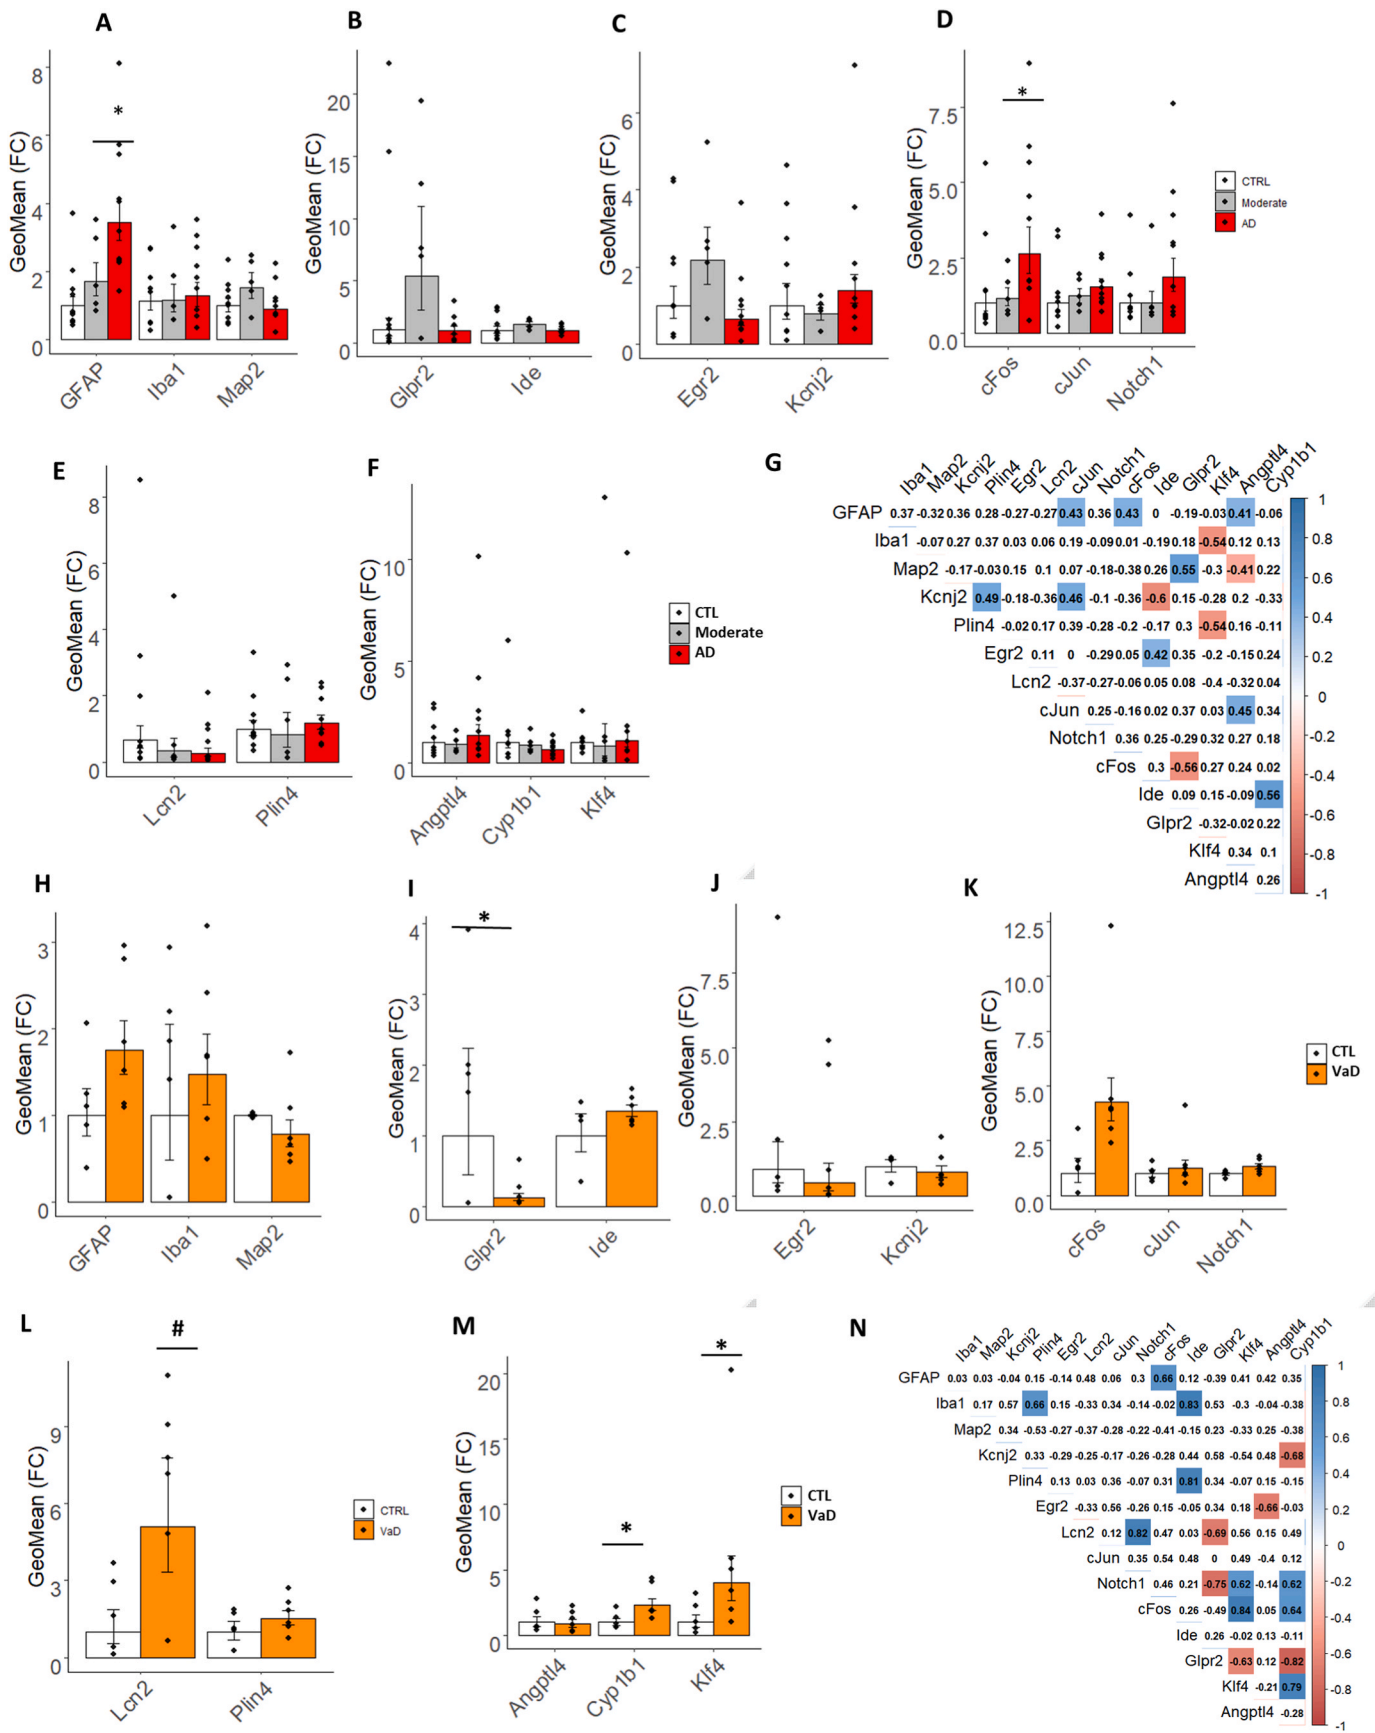 A
B
C
D
GeoMean (FC)
8
6
4
2
0
*
GFAP
Iba1
Map2
GeoMean (FC)
20
15
10
5
0
Glpr2
Ide
GeoMean (FC)
6
4
2
0
Egr2
Kcnj2
GeoMean (FC)
7.5
5.0
2.5
0.0
*
cFos
cJun
Notch1
CTRL
Moderate
AD
E
F
G
GeoMean (FC)
8
6
4
2
0
Lcn2
Plin4
GeoMean (FC)
10
5
0
Angptl4
Cyp1b1
Klf4
CTL
Moderate
AD
Iba1 Map2 Kcnj2 Plin4 Egr2 Lcn2 cJun Notch1 cFos Ide Glpr2 Klf4 Angptl4 Cyp1b1
GFAP 0.37 -0.32 0.36 0.28 -0.27 -0.27 0.43 0.36 0.43 0 -0.19 -0.03 0.41 -0.06
Iba1 -0.07 0.27 0.37 0.03 0.06 0.19 -0.09 0.01 -0.19 0.18 -0.54 0.12 0.13
Map2 -0.17 -0.03 0.15 0.1 0.07 -0.18 -0.38 0.26 0.55 -0.3 -0.41 0.22
Kcnj2 0.49 -0.18 -0.36 0.46 -0.1 -0.36 -0.6 0.15 -0.28 0.2 -0.33
Plin4 -0.02 0.17 0.39 -0.28 -0.2 -0.17 0.3 -0.54 0.16 -0.11
Egr2 0.11 0 -0.29 0.05 0.42 0.35 -0.2 -0.15 0.24
Lcn2 -0.37 -0.27 -0.06 0.05 0.08 -0.4 -0.32 0.04
cJun 0.25 -0.16 0.02 0.37 0.03 0.45 0.34
Notch1 0.36 0.25 -0.29 0.32 0.27 0.18
cFos 0.3 -0.56 0.27 0.24 0.02
Ide 0.09 0.15 -0.09 0.56
Glpr2 -0.32 -0.02 0.22
Klf4 0.34 0.1
Angptl4 0.26
1
0.8
0.6
0.4
0.2
0
-0.2
-0.4
-0.6
-0.8
-1
H
I
J
K
GeoMean (FC)
3
2
1
0
GFAP
Iba1
Map2
GeoMean (FC)
4
3
2
1
0
*
Glpr2
Ide
GeoMean (FC)
7.5
5.0
2.5
0.0
Egr2
Kcnj2
GeoMean (FC)
12.5
10.0
7.5
5.0
2.5
0.0
cFos
cJun
Notch1
CTL
VaD
L
M
N
GeoMean (FC)
9
6
3
0
#
Lcn2
Plin4
CTRL
VaD
GeoMean (FC)
20
15
10
5
0
*
*
Angptl4
Cyp1b1
Klf4
CTL
VaD
Iba1 Map2 Kcnj2 Plin4 Egr2 Lcn2 cJun Notch1 cFos Ide Glpr2 Klf4 Angptl4 Cyp1b1
GFAP 0.03 0.03 -0.04 0.15 -0.14 0.48 0.06 0.3 0.66 0.12 -0.39 0.41 0.42 0.35
Iba1 0.17 0.57 0.66 0.15 -0.33 0.34 -0.14 -0.02 0.83 0.53 -0.3 -0.04 -0.38
Map2 0.34 -0.53 -0.27 -0.37 -0.28 -0.22 -0.41 -0.15 0.23 -0.33 0.25 -0.38
Kcnj2 0.33 -0.29 -0.25 -0.17 -0.26 -0.28 0.44 0.58 -0.54 0.48 -0.68
Plin4 0.13 0.03 0.36 -0.07 0.31 0.81 0.34 -0.07 0.15 -0.15
Egr2 -0.33 0.56 -0.26 0.15 -0.05 0.34 0.18 -0.66 -0.03
Lcn2 0.12 0.82 0.47 0.03 -0.69 0.56 0.15 0.49
cJun 0.35 0.54 0.48 0 0.49 -0.4 0.12
Notch1 0.46 0.21 -0.75 0.62 -0.14 0.62
cFos 0.26 -0.49 0.84 0.05 0.64
Ide 0.26 -0.02 0.13 -0.11
Glpr2 -0.63 0.12 -0.82
Klf4 -0.21 0.79
Angptl4 -0.28
1
0.8
0.6
0.4
0.2
0
-0.2
-0.4
-0.6
-0.8
-1